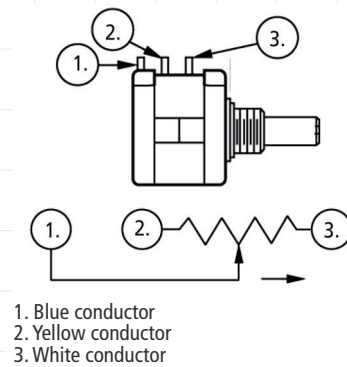 2.
3.
1.
1.
2.
3.
1. Blue conductor
2. Yellow conductor
3. White conductor